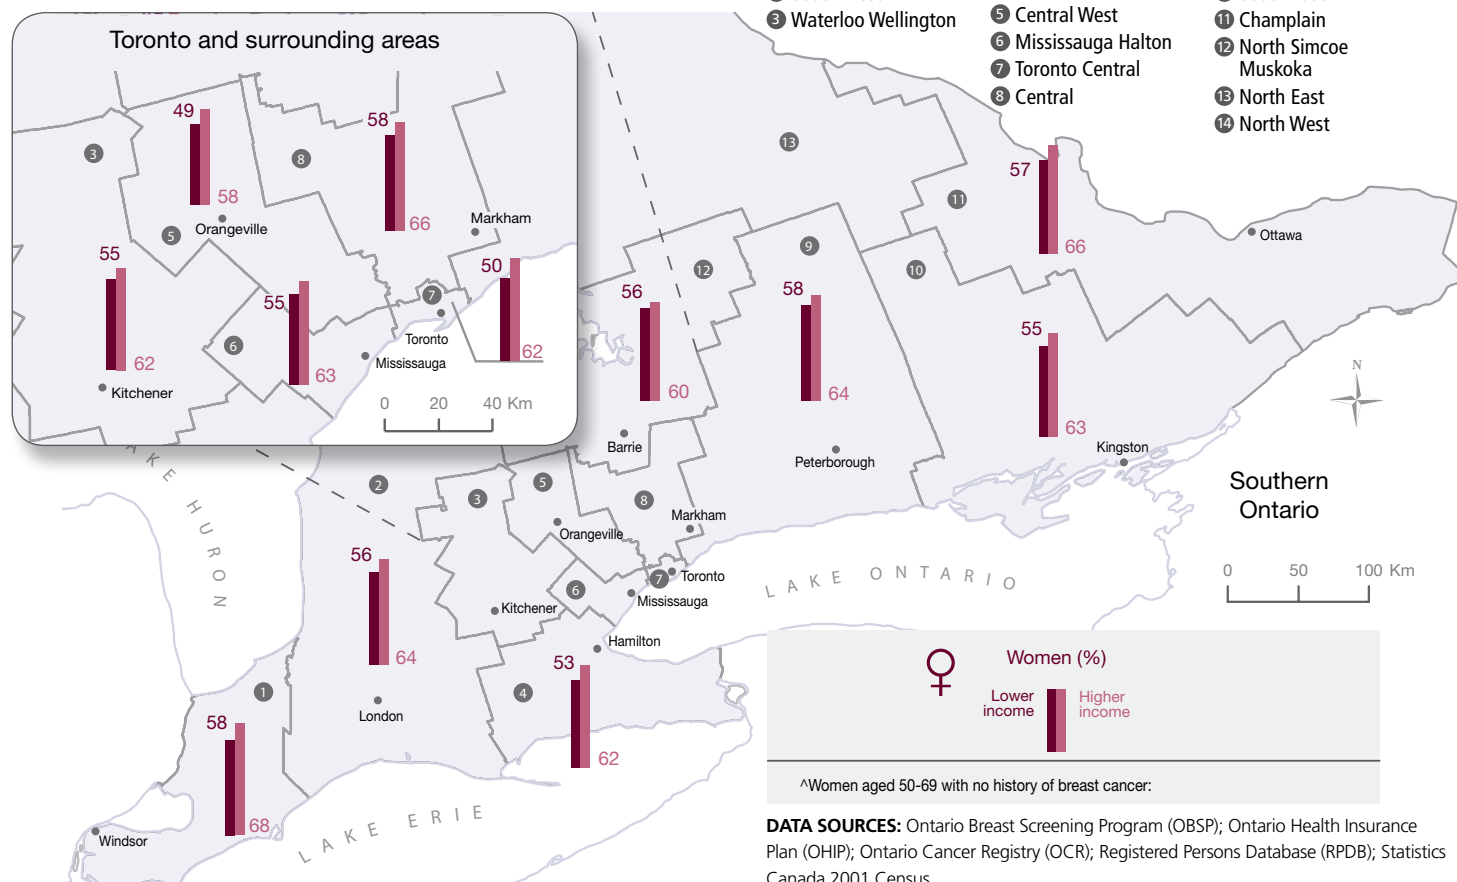 Toronto and surrounding areas
3 Waterloo Wellington
5 Central West
6 Mississauga Halton
7 Toronto Central
8 Central
11 Champlain
12 North Simcoe
Muskoka
13 North East
14 North West
3
49
58
Orangeville
5
8
58
66
Markham
55
62
Kitchener
6
55
63
Mississauga
7
Toronto
50
62
0 20 40 Km
13
11
57
66
Ottawa
12
9
10
56
60
Barrie
58
64
Peterborough
55
63
Kingston
N
Southern
Ontario
0 50 100 Km
AKE HURON
2
3
5
8
Orangeville
Markham
7
Toronto
6
Mississauga
Kitchener
Hamilton
LAKE ONTARIO
56
64
London
4
53
62
1
58
68
Windsor
LAKE ERIE
Women (%)
Lower
income
Higher
income
^Women aged 50-69 with no history of breast cancer:
DATA SOURCES: Ontario Breast Screening Program (OBSP); Ontario Health Insurance
Plan (OHIP); Ontario Cancer Registry (OCR); Registered Persons Database (RPDB); Statistics
Canada 2001 Census